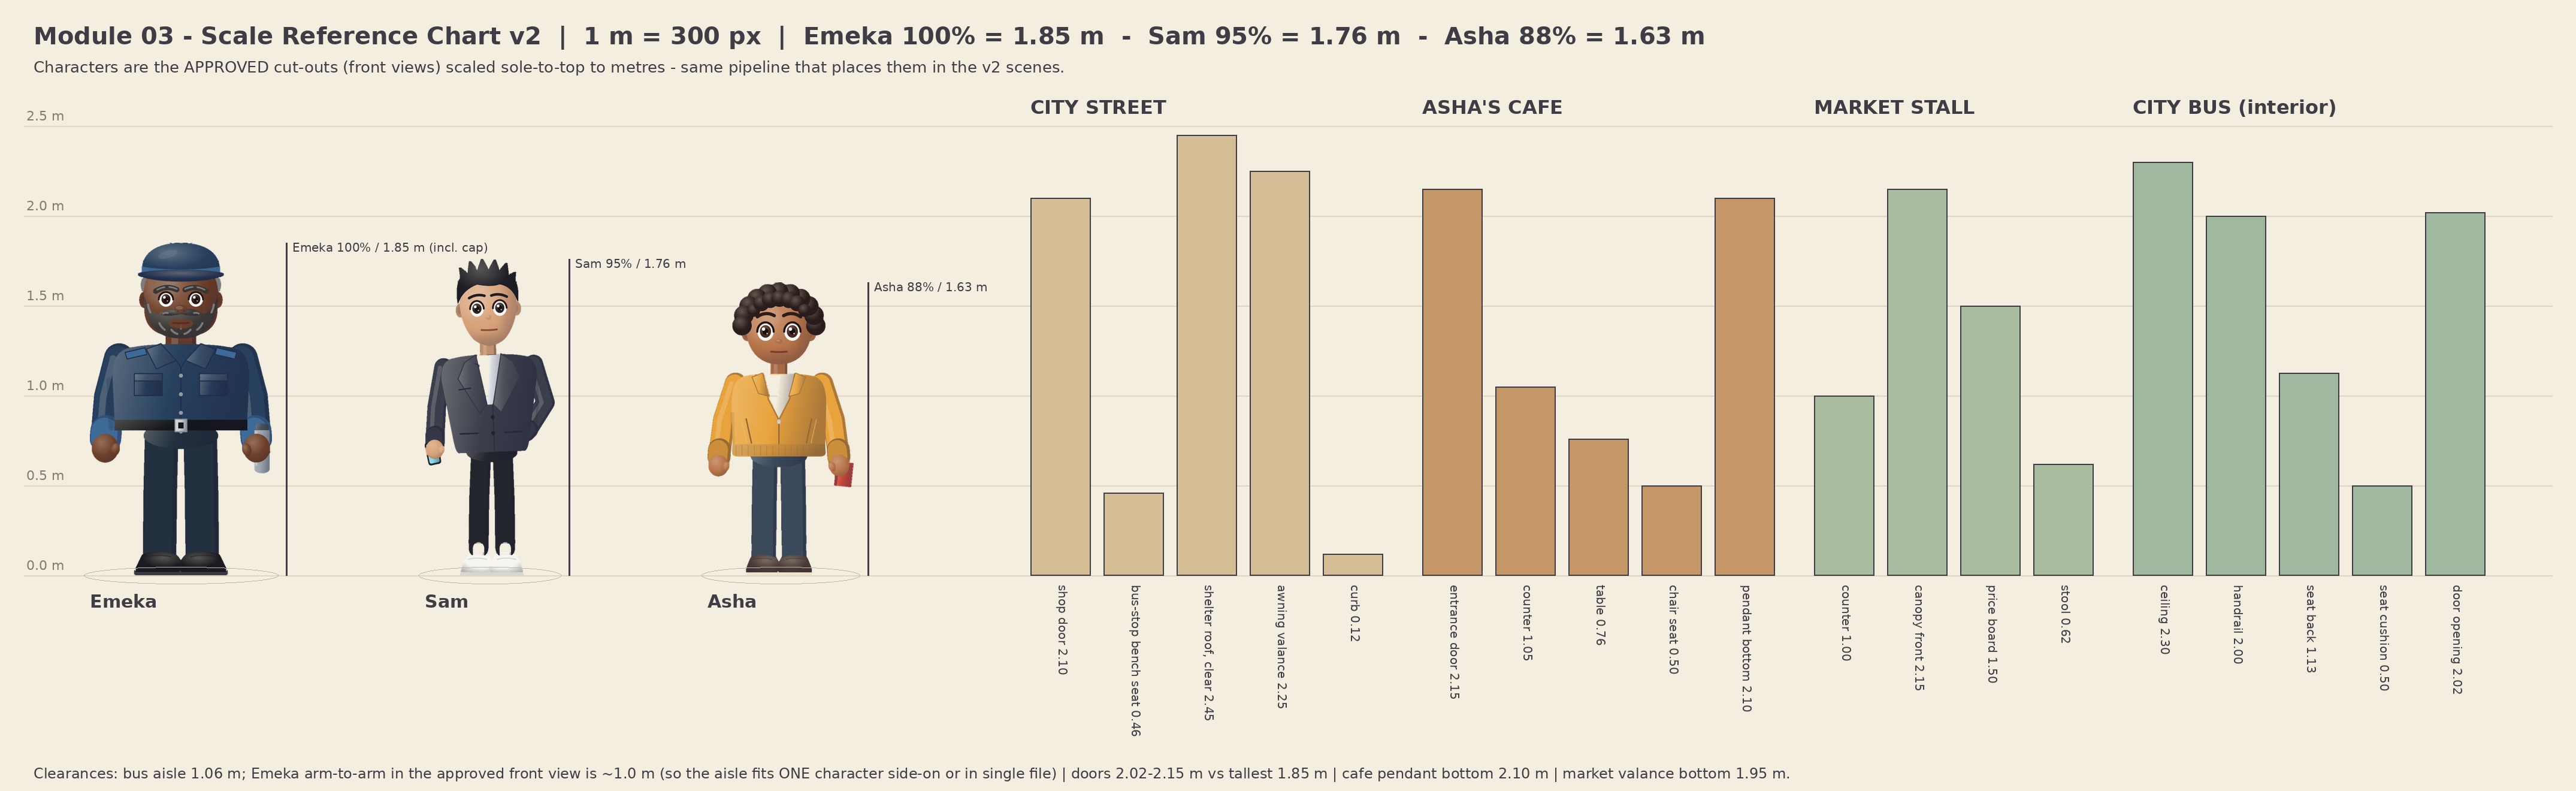 Module 03 - Scale Reference Chart v2 | 1 m = 300 px | Emeka 100% = 1.85 m - Sam 95% = 1.76 m - Asha 88% = 1.63 m
Characters are the APPROVED cut-outs (front views) scaled sole-to-top to metres - same pipeline that places them in the v2 scenes.
CITY STREET
ASHA'S CAFE
MARKET STALL
CITY BUS (interior)
2.5 m
2.0 m
1.5 m
1.0 m
0.5 m
0.0 m
Emeka 100% / 1.85 m (incl. cap)
Sam 95% / 1.76 m
Asha 88% / 1.63 m
Emeka
Sam
Asha
shop door 2.10
bus-stop bench seat 0.46
shelter roof, clear 2.45
awning valance 2.25
curb 0.12
entrance door 2.15
counter 1.05
table 0.76
chair seat 0.50
pendant bottom 2.10
counter 1.00
canopy front 2.15
price board 1.50
stool 0.62
ceiling 2.30
handrail 2.00
seat back 1.13
seat cushion 0.50
door opening 2.02
Clearances: bus aisle 1.06 m; Emeka arm-to-arm in the approved front view is ~1.0 m (so the aisle fits ONE character side-on or in single file) | doors 2.02-2.15 m vs tallest 1.85 m | cafe pendant bottom 2.10 m | market valance bottom 1.95 m.